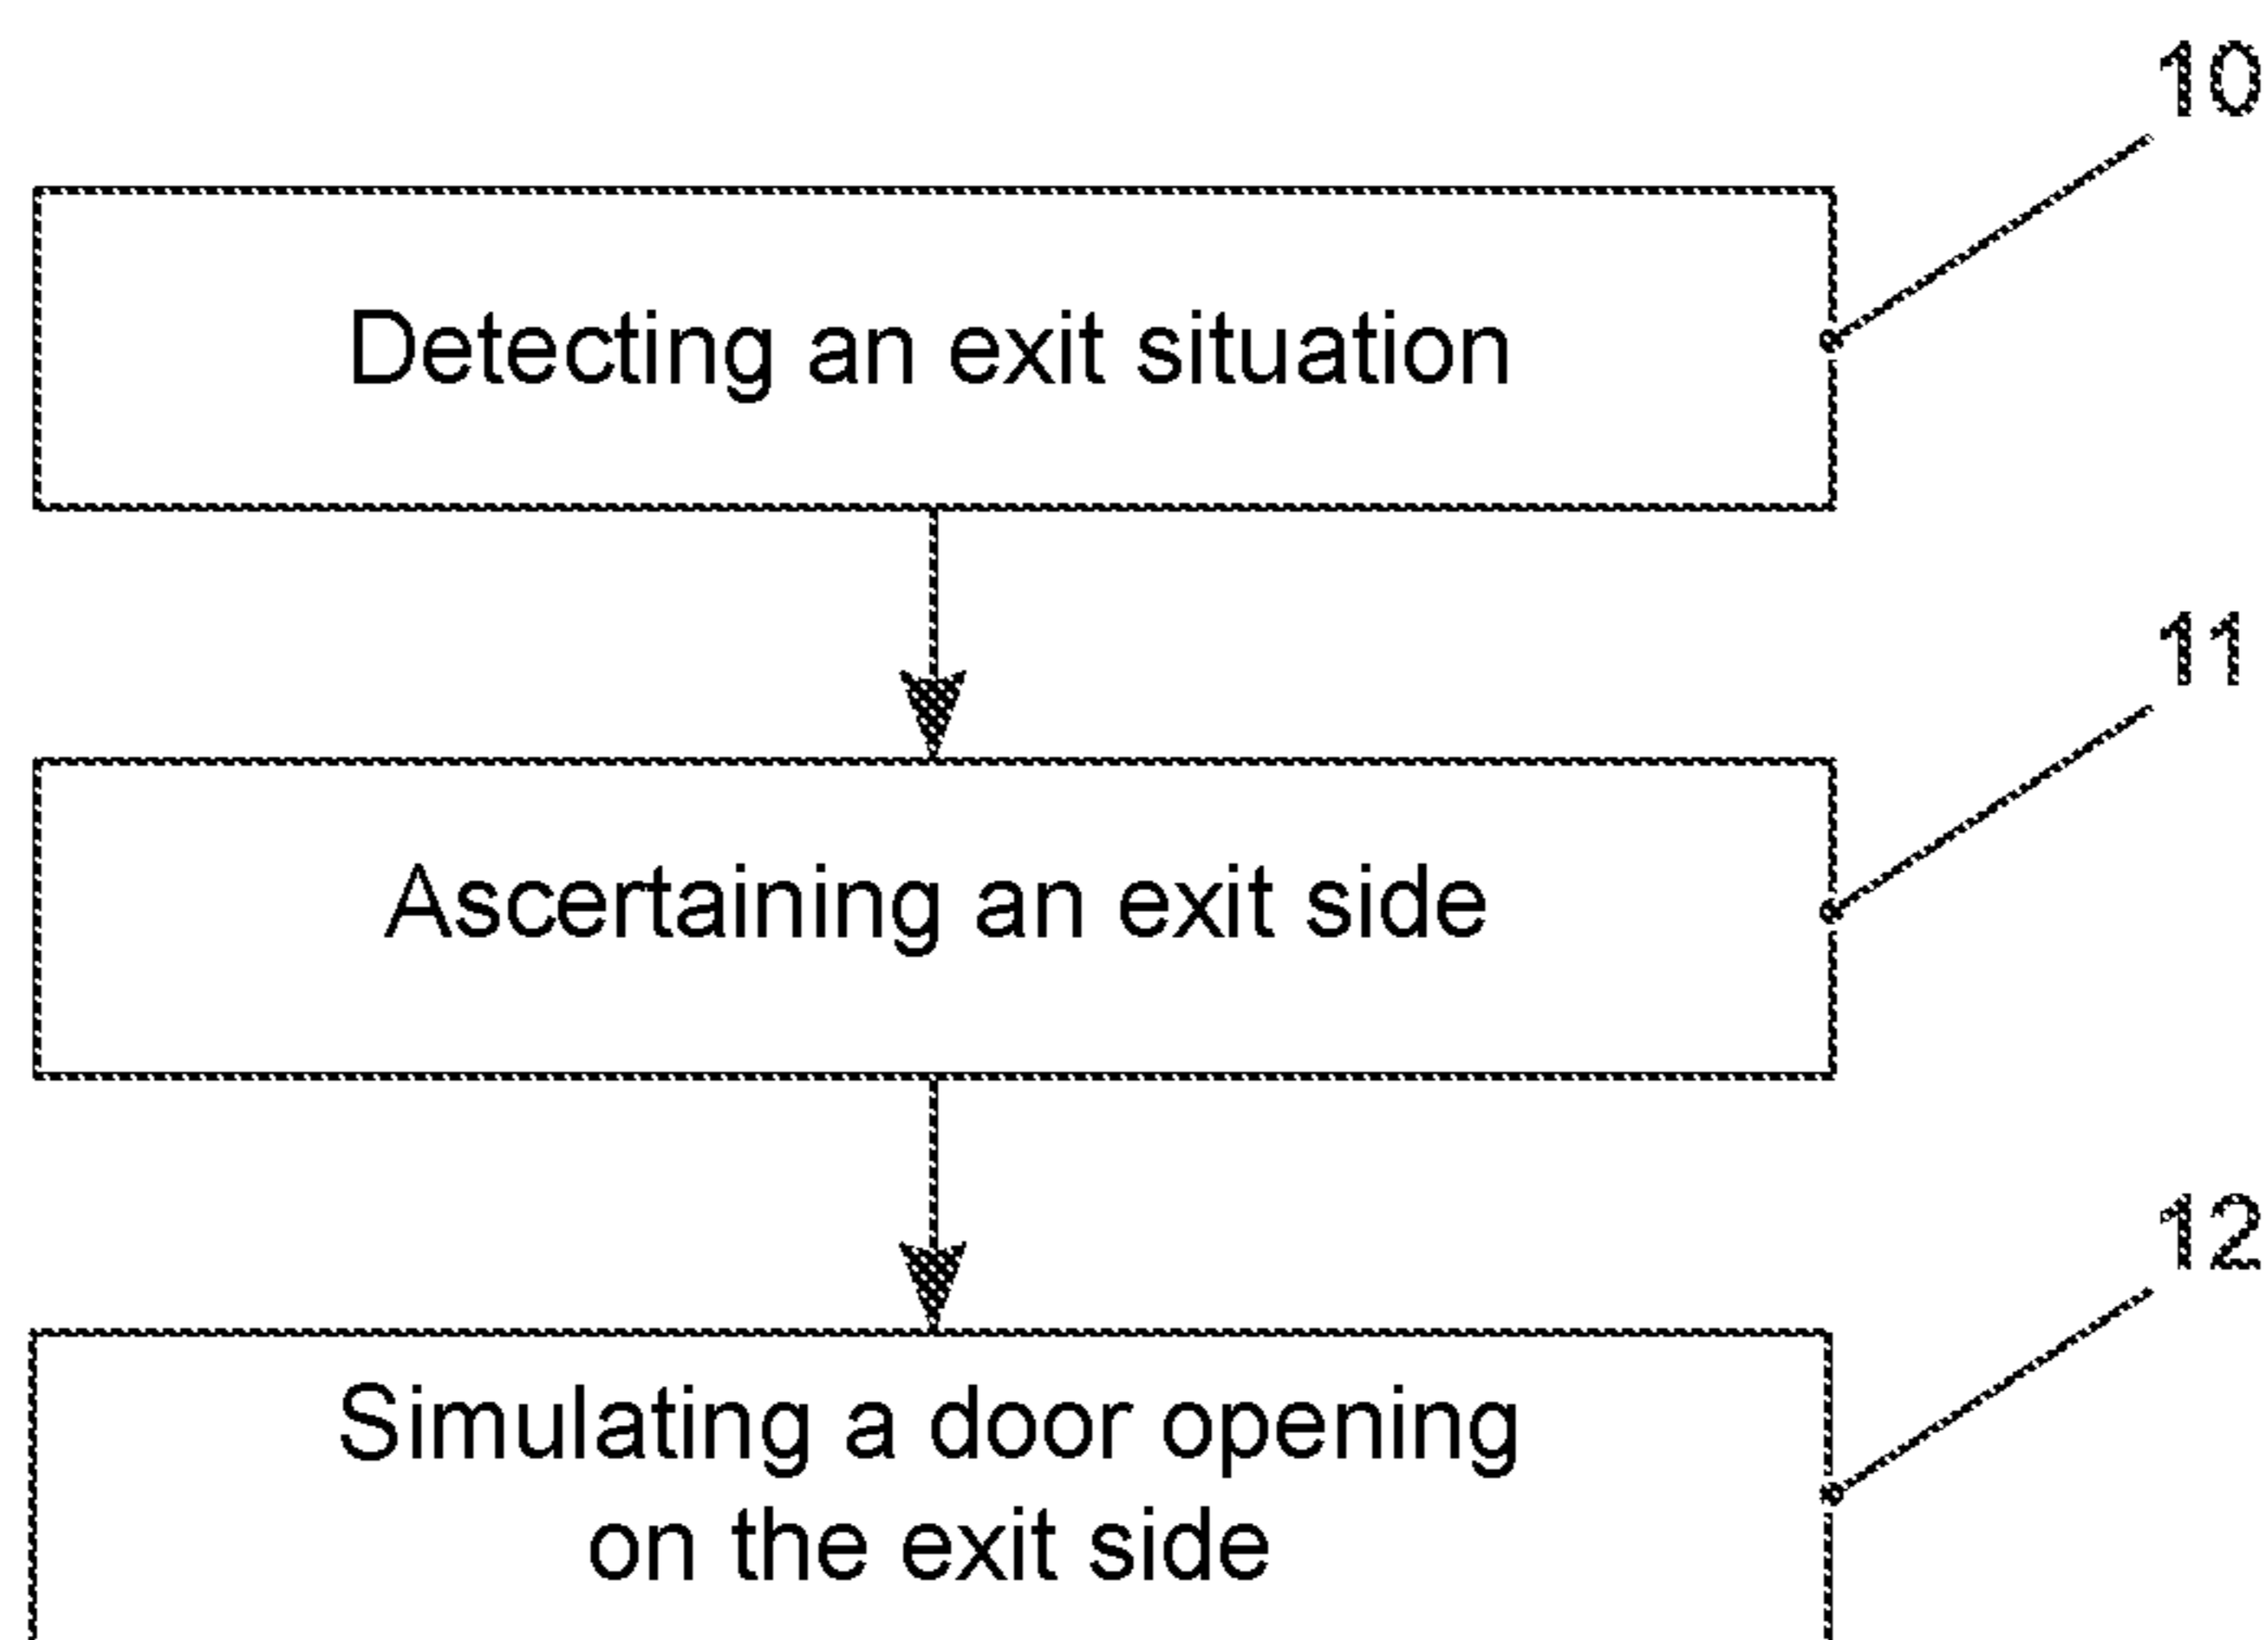 10
Detecting an exit situation
11
Ascertaining an exit side
12
Simulating a door opening
on the exit side